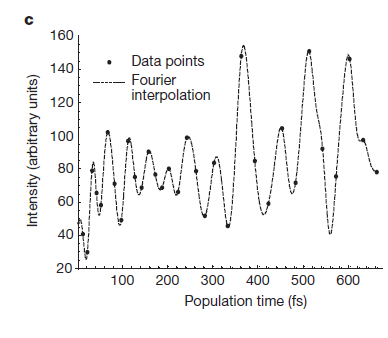 c
160
140
120
100
80
60
40
20
Intensity (arbitrary units)
Data points
Fourier
interpolation
100 200 300 400 500 600
Population time (fs)